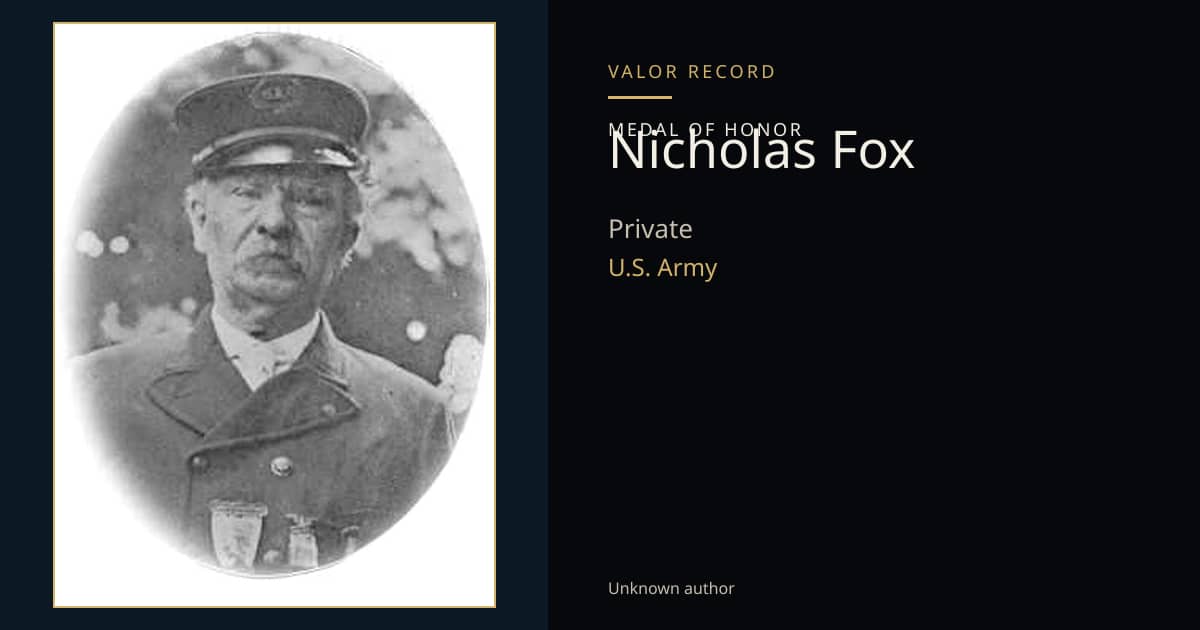 VALOR RECORD
MEDAL OF HONOR
Nicholas Fox
Private
U.S. Army
Unknown author